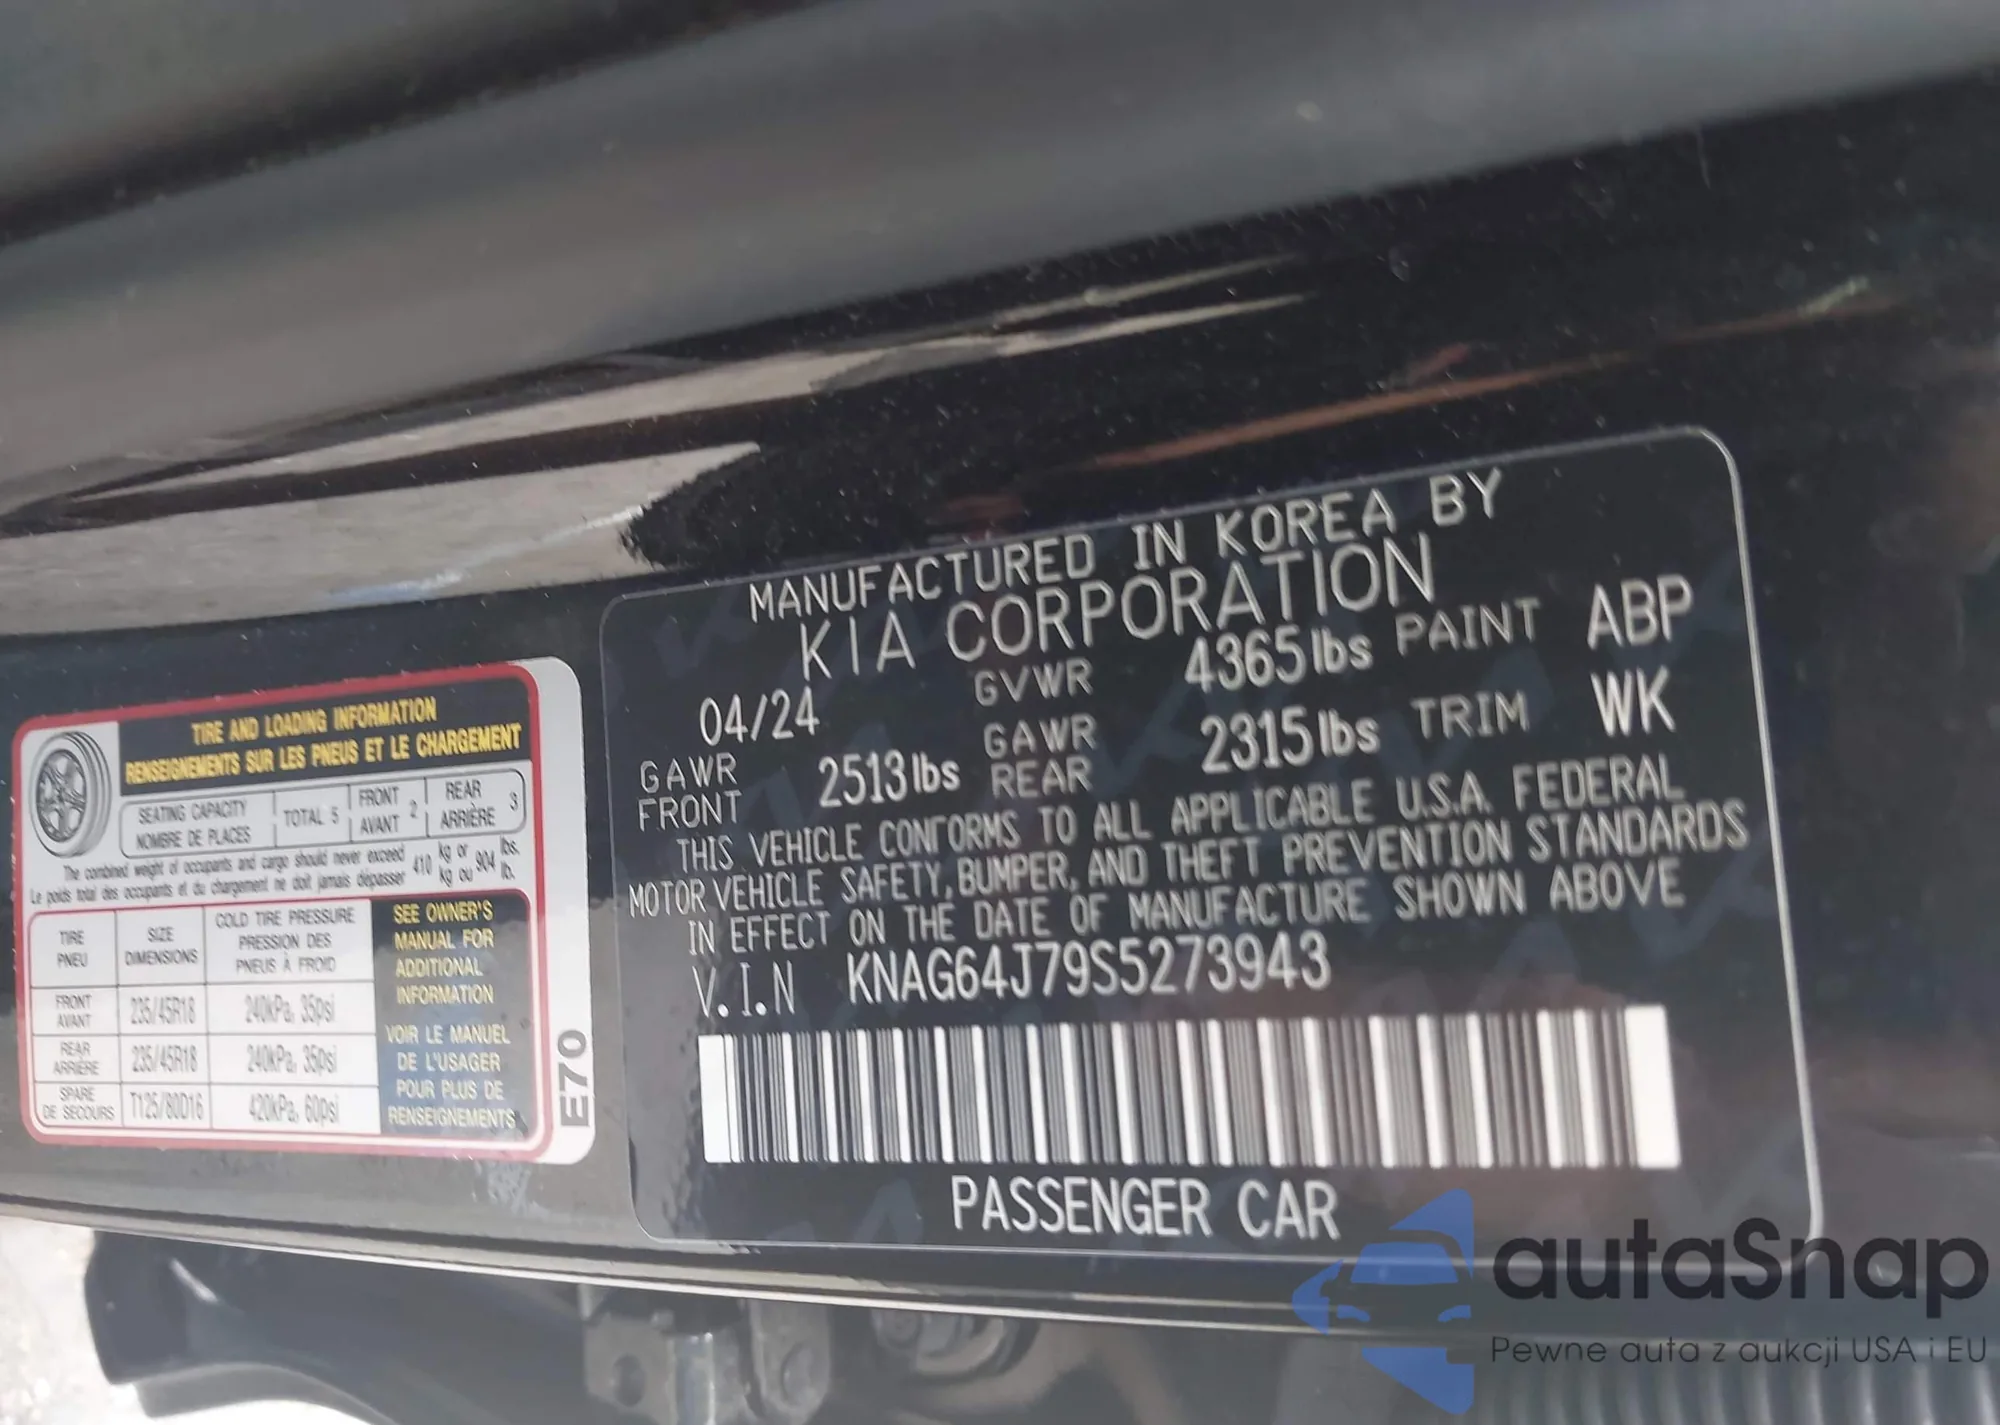 TIRE AND LOADING INFORMATION
RENSEIGNEMENTS SUR LES PNEUS ET LE CHARGEMENT
SEATING CAPACITY
NOMBRE DE PLACES
TOTAL 5
FRONT
AVANT 2
REAR
ARRIÈRE 3
The combined weight of occupants and cargo should never exceed 410 kg or 904 lbs.
Le poids total des occupants et du chargement ne doit jamais dépasser 410 kg ou 904 lb.
TIRE
PNEU
SIZE
DIMENSIONS
COLD TIRE PRESSURE
PRESSION DES
PNEUS À FROID
FRONT
AVANT
235/45R18
240kPa, 35psi
REAR
ARRIÈRE
235/45R18
240kPa, 35psi
SPARE
DE SECOURS
T125/80D16
420kPa, 60psi
SEE OWNER'S
MANUAL FOR
ADDITIONAL
INFORMATION
VOIR LE MANUEL
DE L'USAGER
POUR PLUS DE
RENSEIGNEMENTS
E70
MANUFACTURED IN KOREA BY
KIA CORPORATION
04/24 GVWR 4365lbs PAINT ABP
GAWR FRONT 2513lbs GAWR REAR 2315lbs TRIM WK
THIS VEHICLE CONFORMS TO ALL APPLICABLE U.S.A. FEDERAL
MOTOR VEHICLE SAFETY, BUMPER, AND THEFT PREVENTION STANDARDS
IN EFFECT ON THE DATE OF MANUFACTURE SHOWN ABOVE
V.I.N KNAG64J79S5273943
PASSENGER CAR
autaSnap
Pewne auta z aukcji USA i EU